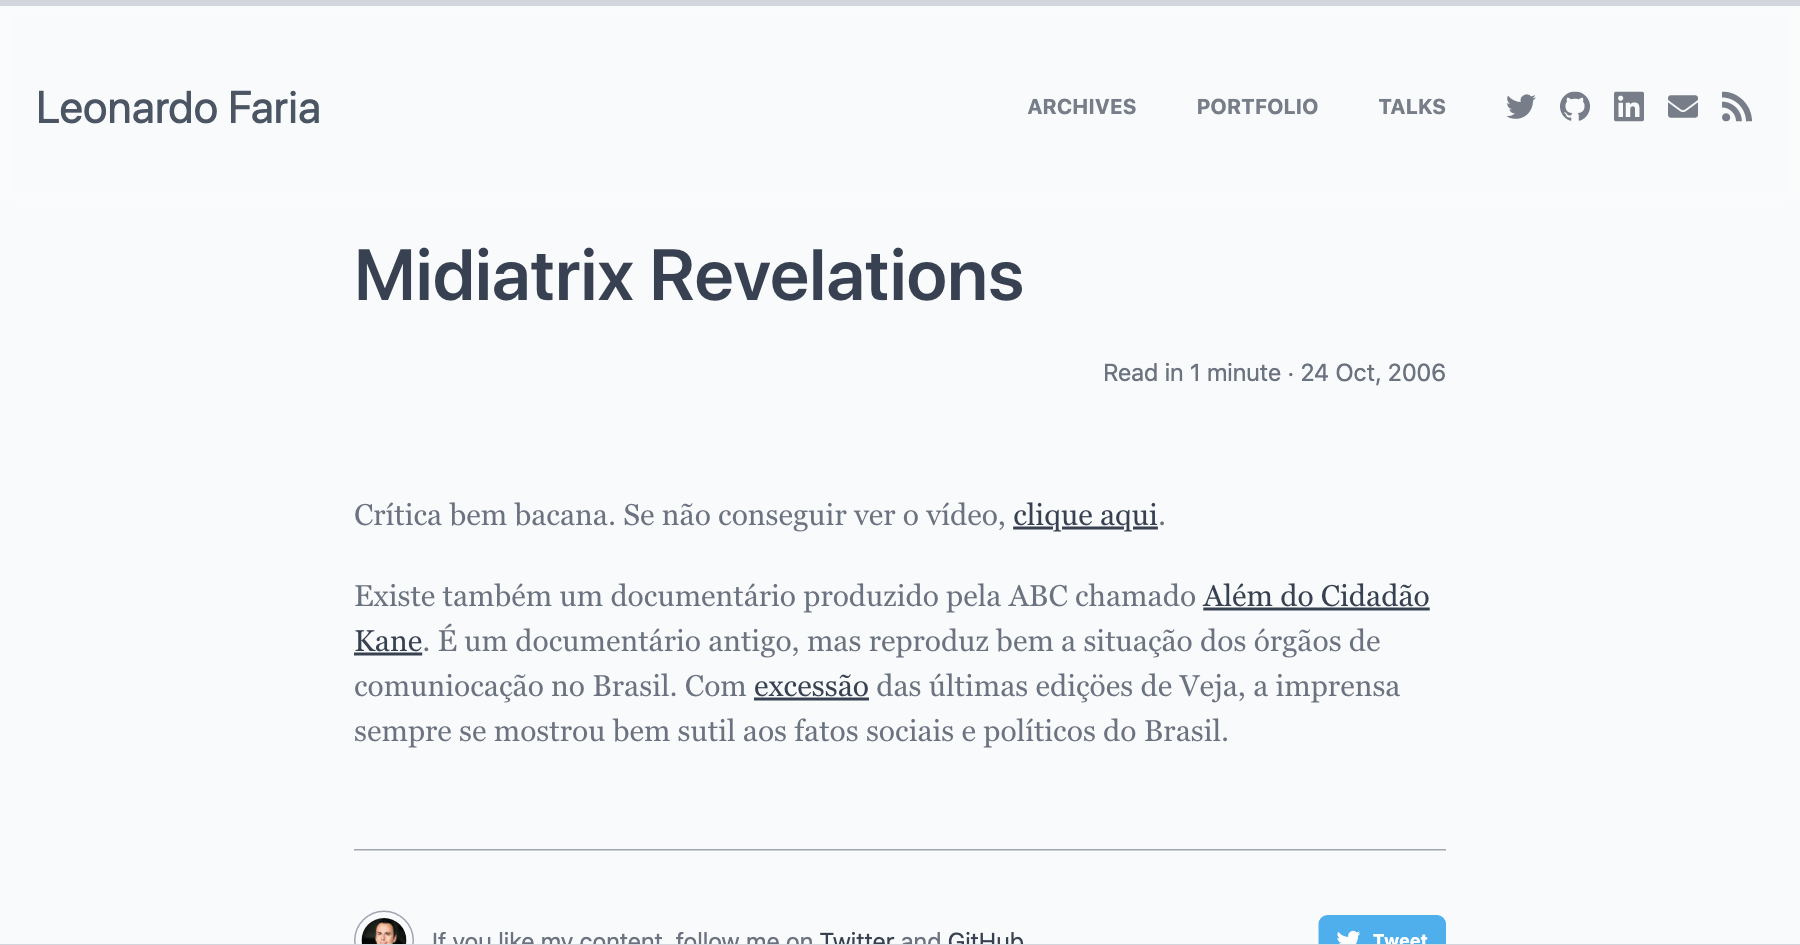 Leonardo Faria
ARCHIVES PORTFOLIO TALKS
Midiatrix Revelations
Read in 1 minute · 24 Oct, 2006
Crítica bem bacana. Se não conseguir ver o vídeo, clique aqui.
Existe também um documentário produzido pela ABC chamado Além do Cidadão
Kane. É um documentário antigo, mas reproduz bem a situação dos órgãos de
comuniocação no Brasil. Com excessão das últimas ediçöes de Veja, a imprensa
sempre se mostrou bem sutil aos fatos sociais e políticos do Brasil.
If you like my content, follow me on Twitter and GitHub
Tweet